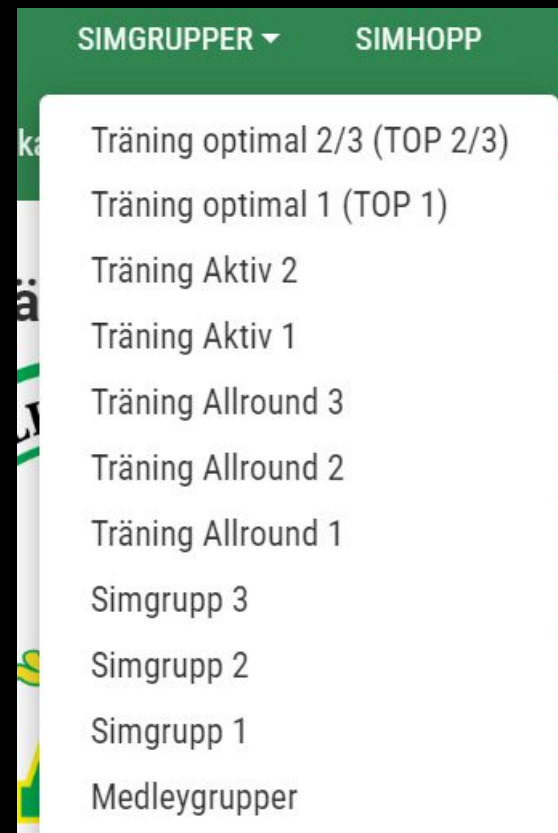 SIMGRUPPER SIMHOPP
Träning optimal 2/3 (TOP 2/3)
Träning optimal 1 (TOP 1)
Träning Aktiv 2
Träning Aktiv 1
Träning Allround 3
Träning Allround 2
Träning Allround 1
Simgrupp 3
Simgrupp 2
Simgrupp 1
Medleygrupper